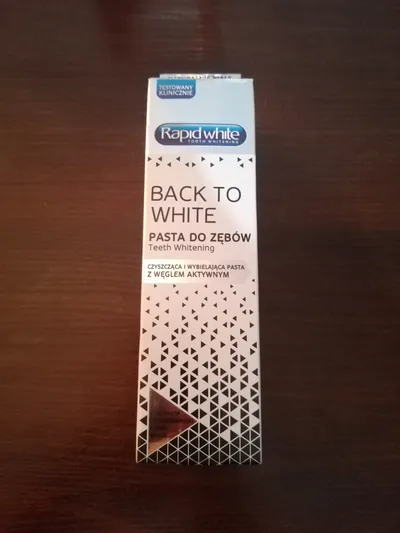 TESTOWANY
KLINICZNIE
Rapid white
TOOTH WHITENING
BACK TO
WHITE
PASTA DO ZĘBÓW
Teeth Whitening
CZYSZCZĄCA I WYBIELAJĄCA PASTA
Z WĘGLEM AKTYWNYM